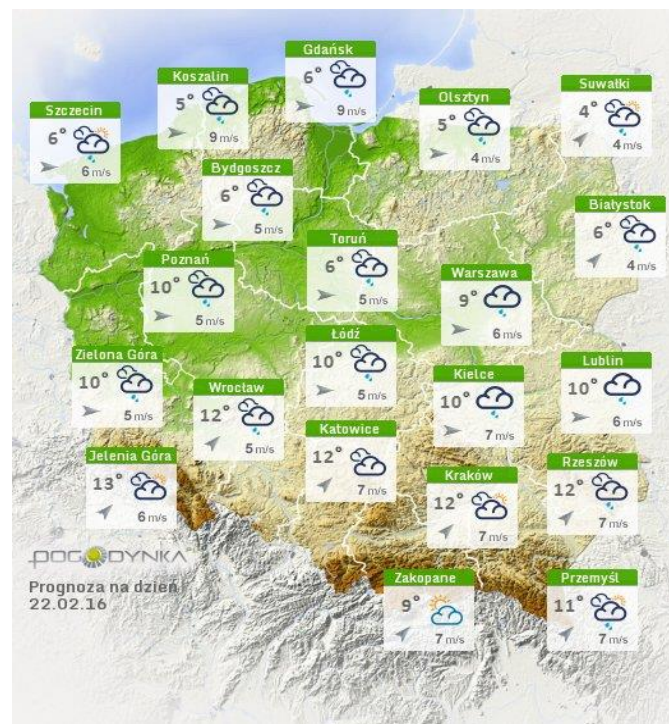 Gdańsk
6°
9 m/s
Koszalin
5°
9 m/s
Suwałki
4°
4 m/s
Olsztyn
5°
4 m/s
Szczecin
6°
6 m/s
Bydgoszcz
6°
5 m/s
Białystok
6°
4 m/s
Toruń
6°
5 m/s
Poznań
10°
5 m/s
Warszawa
9°
6 m/s
Łódź
10°
5 m/s
Zielona Góra
10°
5 m/s
Lublin
10°
6 m/s
Kielce
10°
7 m/s
Wrocław
12°
5 m/s
Katowice
12°
7 m/s
Jelenia Góra
13°
6 m/s
Rzeszów
12°
7 m/s
Kraków
12°
7 m/s
POGODYNKA
Prognoza na dzień
22.02.16
Zakopane
9°
7 m/s
Przemyśl
11°
7 m/s